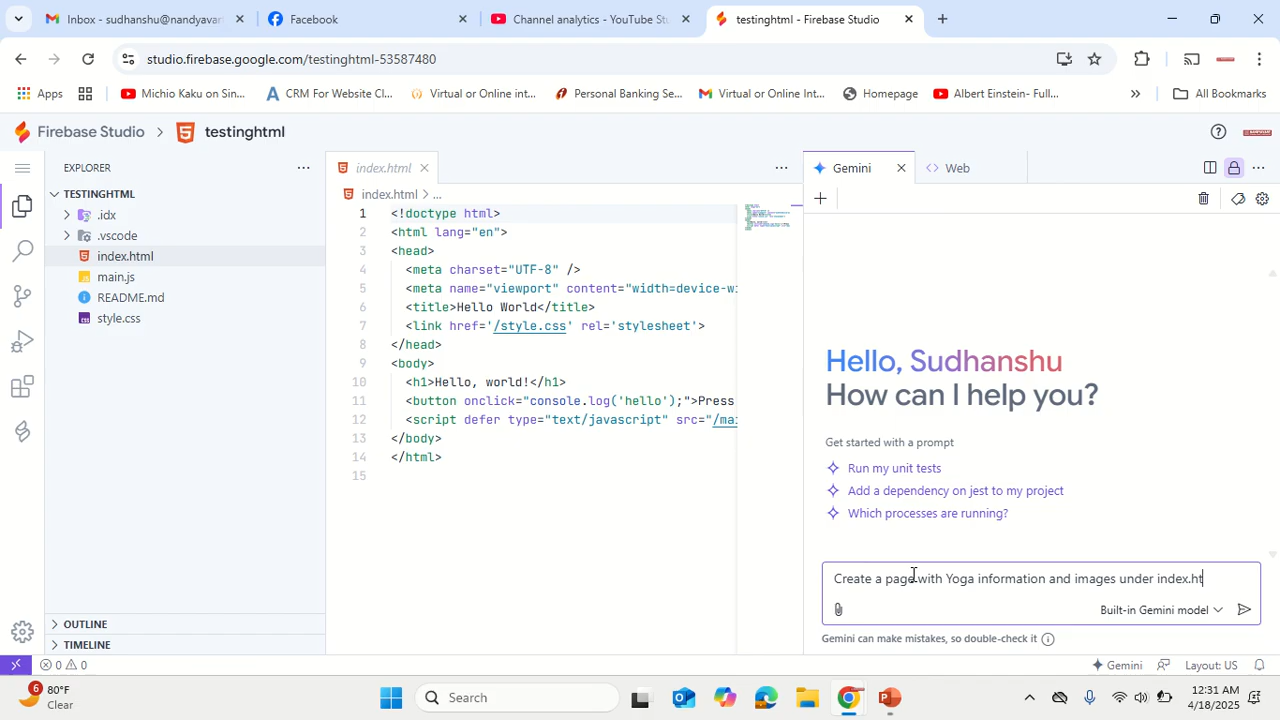 Inbox - sudhanshu@nandyavar
Facebook
Channel analytics - YouTube St
testinghtml - Firebase Studio
studio.firebase.google.com/testinghtml-53587480
Apps
Michio Kaku on Sin...
CRM For Website Cl...
Virtual or Online int...
Personal Banking Se...
Virtual or Online Int...
Homepage
Albert Einstein- Full...
All Bookmarks
Firebase Studio
testinghtml
EXPLORER
TESTINGHTML
.idx
.vscode
index.html
main.js
README.md
style.css
OUTLINE
TIMELINE
index.html
index.html > ...
1 <!doctype html>
2 <html lang="en">
3 <head>
4 <meta charset="UTF-8" />
5 <meta name="viewport" content="width=device-wi
6 <title>Hello World</title>
7 <link href='/style.css' rel='stylesheet'>
8 </head>
9 <body>
10 <h1>Hello, world!</h1>
11 <button onclick="console.log('hello');">Press
12 <script defer type="text/javascript" src="/mai
13 </body>
14 </html>
15
Gemini
Web
Hello, Sudhanshu
How can I help you?
Get started with a prompt
Run my unit tests
Add a dependency on jest to my project
Which processes are running?
Create a page with Yoga information and images under index.ht
Built-in Gemini model
Gemini can make mistakes, so double-check it
0 0
Gemini
Layout: US
6
80°F
Clear
Search
12:31 AM
4/18/2025